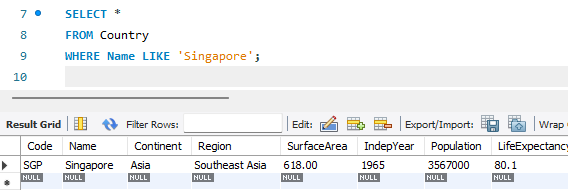 7 SELECT *
8 FROM Country
9 WHERE Name LIKE 'Singapore';
10
Result Grid Filter Rows: Edit: Export/Import: Wrap
Code Name Continent Region SurfaceArea IndepYear Population LifeExpectancy
SGP Singapore Asia Southeast Asia 618.00 1965 3567000 80.1
NULL NULL NULL NULL NULL NULL NULL NULL